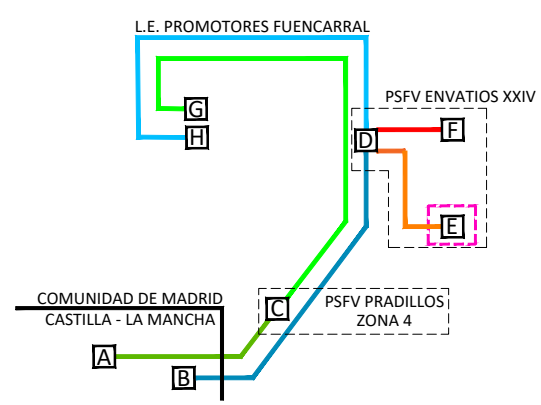 L.E. PROMOTORES FUENCARRAL
PSFV ENVATIOS XXIV
G
H
F
D
E
COMUNIDAD DE MADRID
CASTILLA - LA MANCHA
C
PSFV PRADILLOS
ZONA 4
A
B